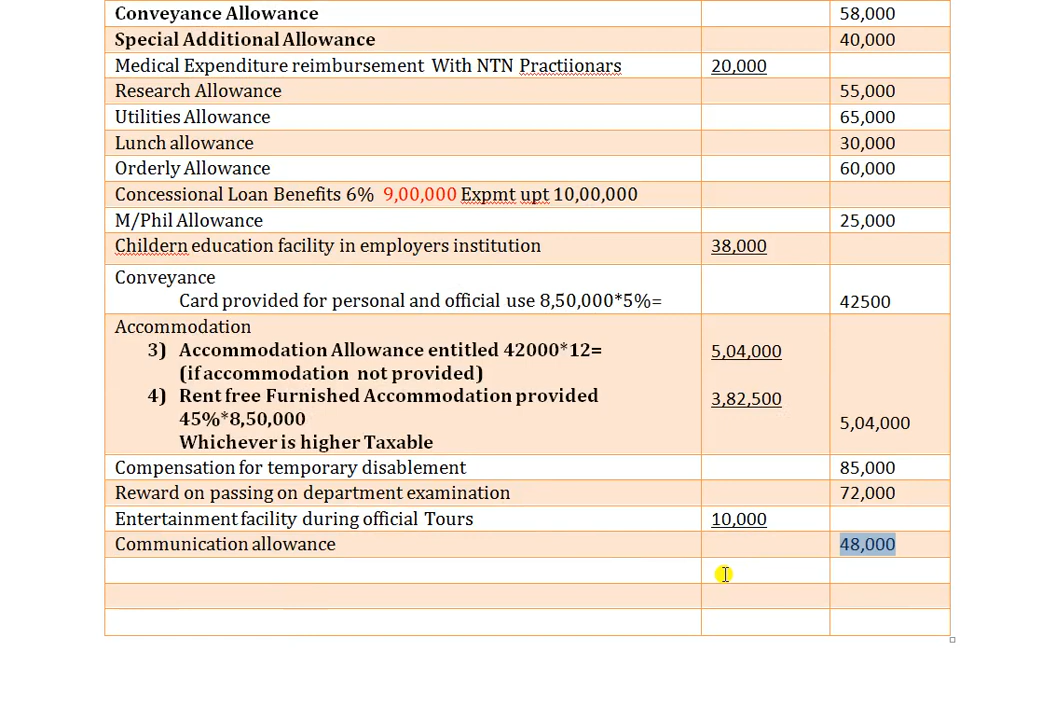 Conveyance Allowance 58,000
Special Additional Allowance 40,000
Medical Expenditure reimbursement With NTN Practiionars 20,000
Research Allowance 55,000
Utilities Allowance 65,000
Lunch allowance 30,000
Orderly Allowance 60,000
Concessional Loan Benefits 6% 9,00,000 Expmt upt 10,00,000
M/Phil Allowance 25,000
Childern education facility in employers institution 38,000
Conveyance
Card provided for personal and official use 8,50,000*5%= 42500
Accommodation
3) Accommodation Allowance entitled 42000*12= 5,04,000
(if accommodation not provided)
4) Rent free Furnished Accommodation provided 3,82,500
45%*8,50,000 5,04,000
Whichever is higher Taxable
Compensation for temporary disablement 85,000
Reward on passing on department examination 72,000
Entertainment facility during official Tours 10,000
Communication allowance 48,000